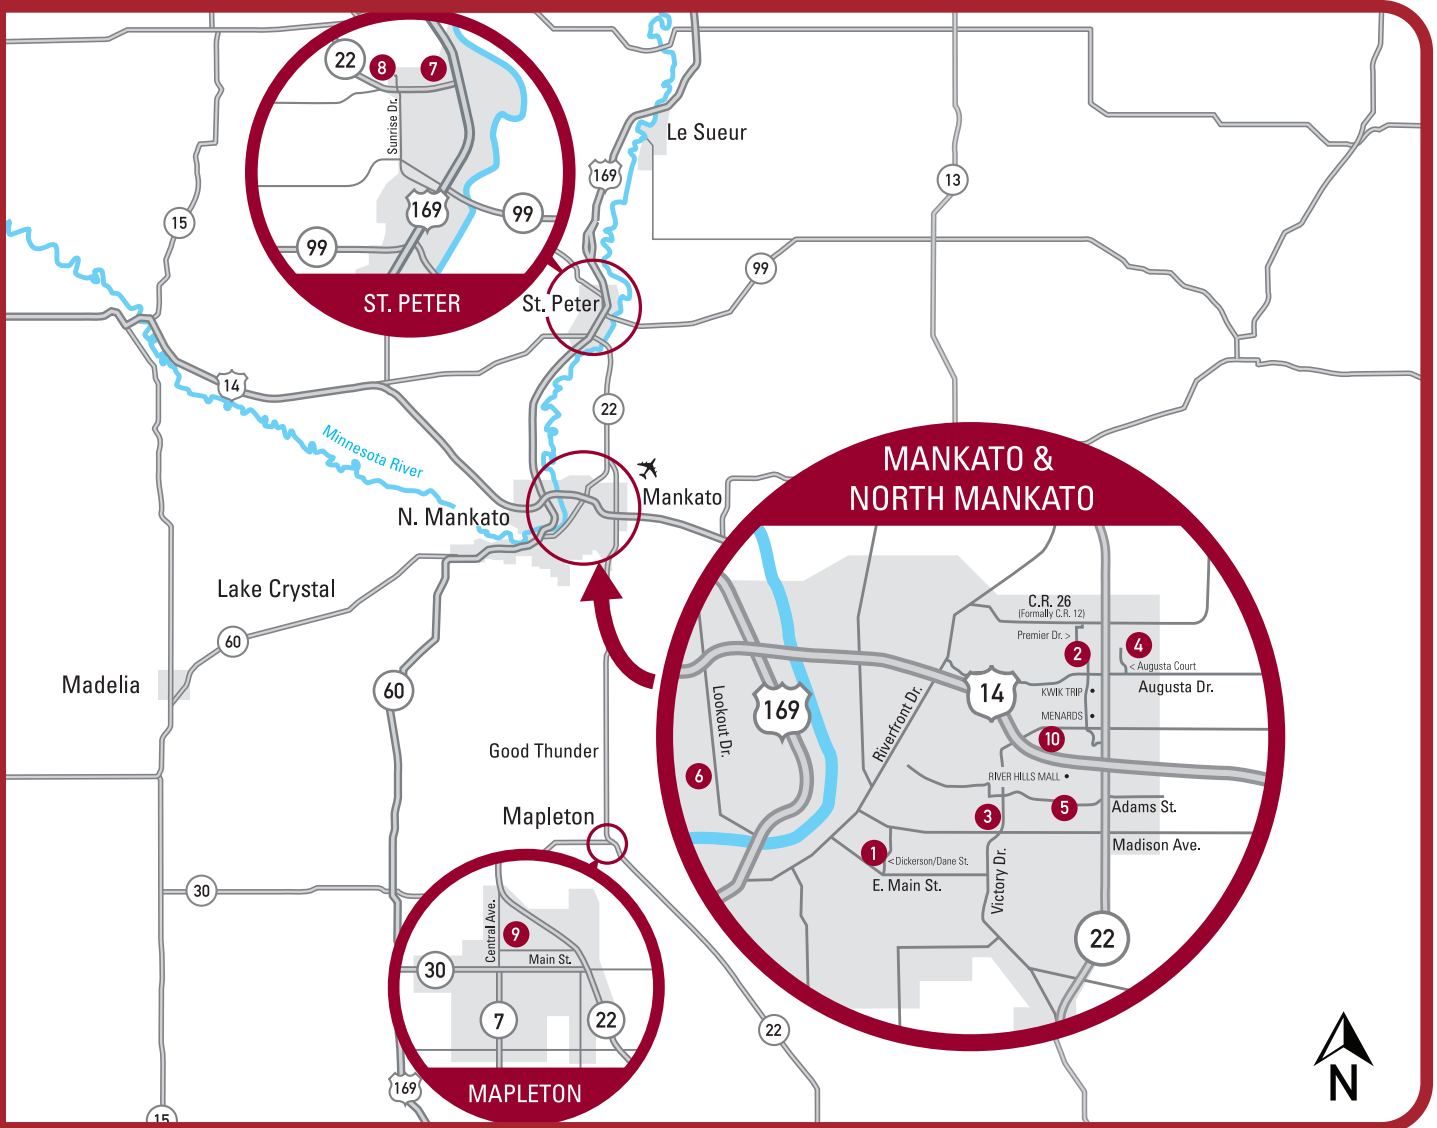 22
8
7
Sunrise Dr.
169
99
99
ST. PETER
Le Sueur
169
13
15
99
St. Peter
14
22
Minnesota River
Mankato
N. Mankato
Lake Crystal
60
Madelia
60
Good Thunder
Mapleton
30
22
15
169
MANKATO &
NORTH MANKATO
C.R. 26
(Formally C.R. 12)
Premier Dr. >
2
4
< Augusta Court
Augusta Dr.
KWIK TRIP
MENARDS
14
169
Lookout Dr.
Riverfront Dr.
10
6
RIVER HILLS MALL
5
3
Adams St.
Madison Ave.
1
< Dickerson/Dane St.
E. Main St.
Victory Dr.
22
Central Ave.
9
Main St.
30
7
22
MAPLETON
N